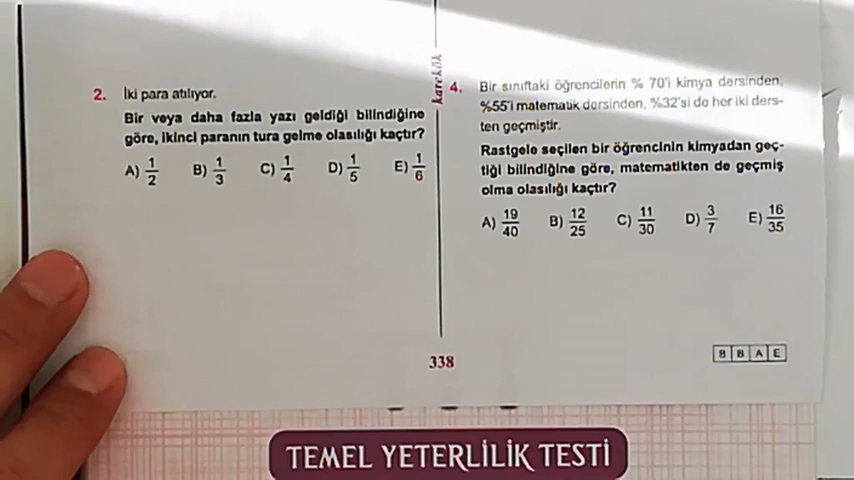 2. İki para atılıyor.
Bir veya daha fazla yazı geldiği bilindiğine
göre, ikinci paranın tura gelme olasılığı kaçtır?
A) 1/2 B) 1/3 C) 1/4 D) 1/5 E) 1/6
karekök
4. Bir sınıftaki öğrencilerin % 70'i kimya dersinden,
%55'i matematik dersinden, %32'si de her iki ders-
ten geçmiştir.
Rastgele seçilen bir öğrencinin kimyadan geç-
tiği bilindiğine göre, matematikten de geçmiş
olma olasılığı kaçtır?
A) 19/40 B) 12/25 C) 11/30 D) 3/7 E) 16/35
338
B B A E
TEMEL YETERLİLİK TESTİ